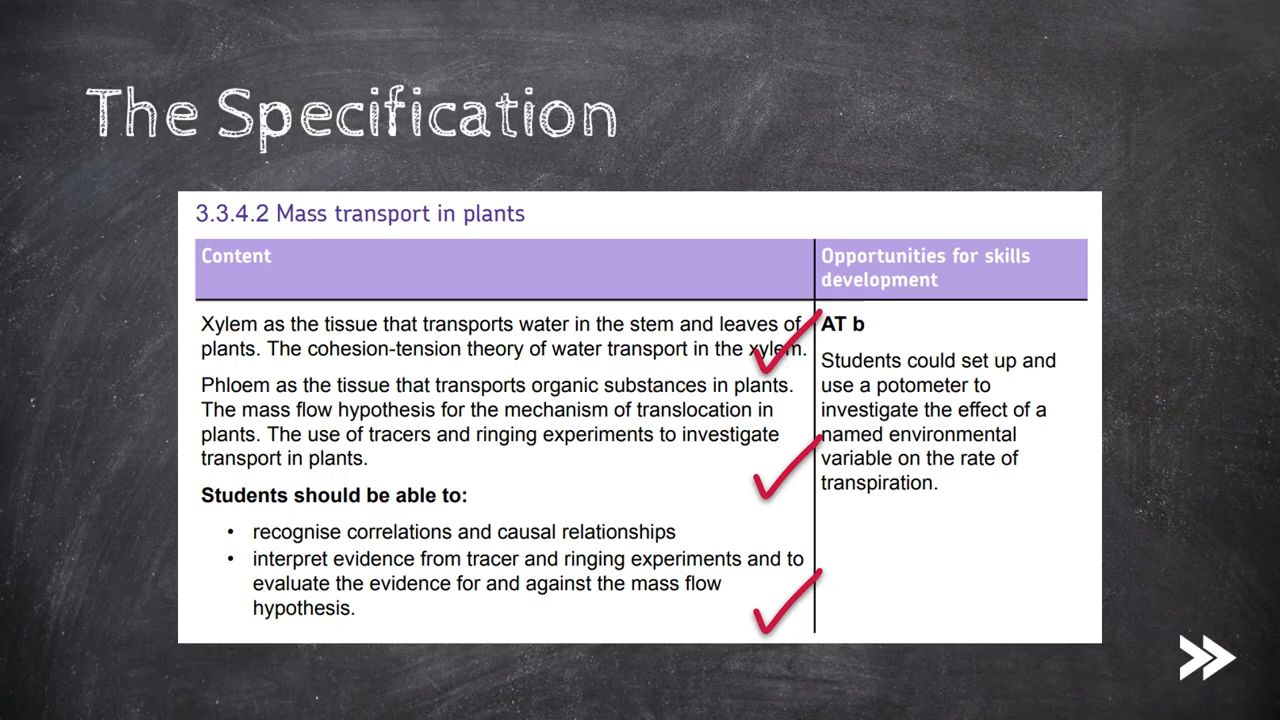 The Specification
3.3.4.2 Mass transport in plants
Content
Opportunities for skills
development
Xylem as the tissue that transports water in the stem and leaves of
plants. The cohesion-tension theory of water transport in the xylem.
Phloem as the tissue that transports organic substances in plants.
The mass flow hypothesis for the mechanism of translocation in
plants. The use of tracers and ringing experiments to investigate
transport in plants.
Students should be able to:
• recognise correlations and causal relationships
• interpret evidence from tracer and ringing experiments and to
evaluate the evidence for and against the mass flow
hypothesis.
AT b
Students could set up and
use a potometer to
investigate the effect of a
named environmental
variable on the rate of
transpiration.